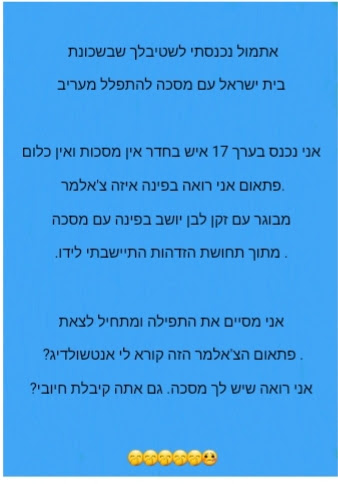 אתמול נכנסתי לשטיבלך שבשכונת
בית ישראל עם מסכה להתפלל מעריב
אני נכנס בערך 17 איש בחדר אין מסכות ואין כלום
.פתאום אני רואה בפינה איזה צ'אלמר
מבוגר עם זקן לבן יושב בפינה עם מסכה
. מתוך תחושת הזדהות התיישבתי לידו.
אני מסיים את התפילה ומתחיל לצאת
. פתאום הצ'אלמר הזה קורא לי אנטשולדיג?
אני רואה שיש לך מסכה. גם אתה קיבלת חיובי?